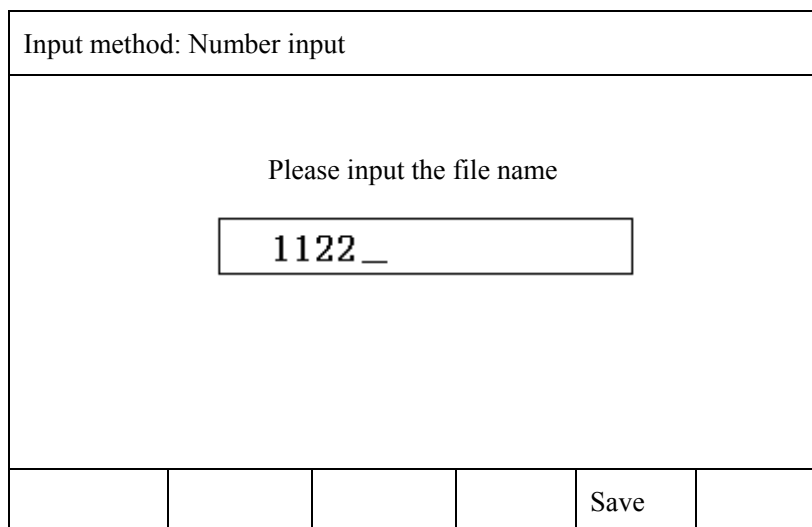 Input method: Number input
Please input the file name
1122_
Save